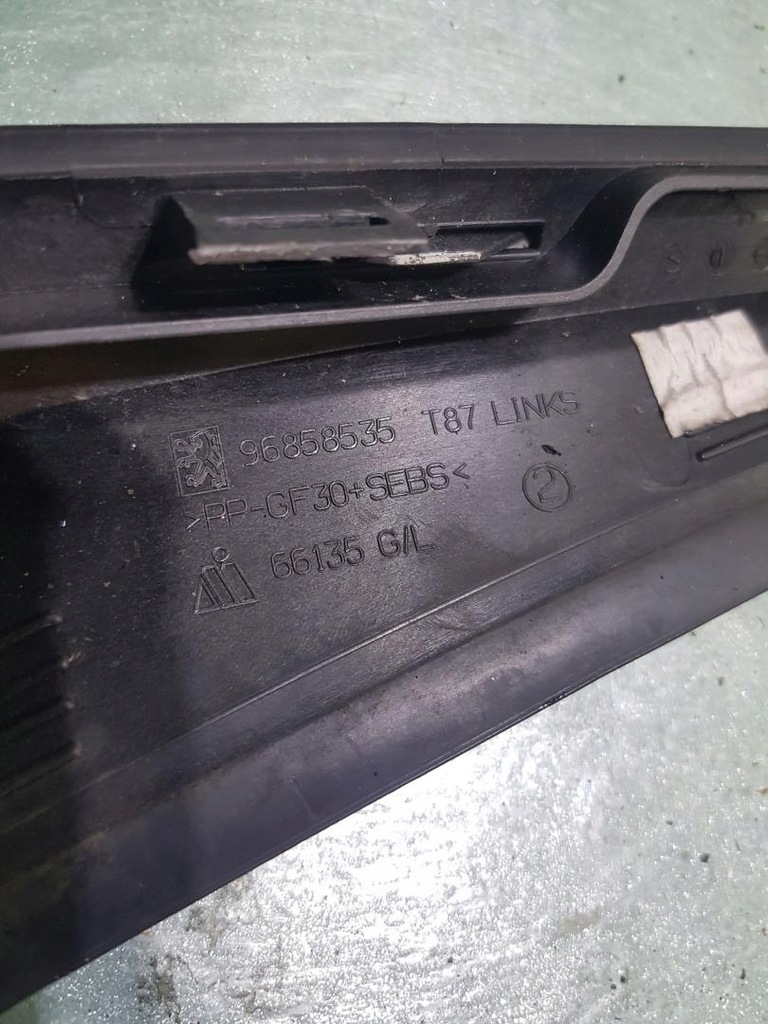 96858535 T87 LINKS
>PP-GF30+SEBS< 2
66135 G/L